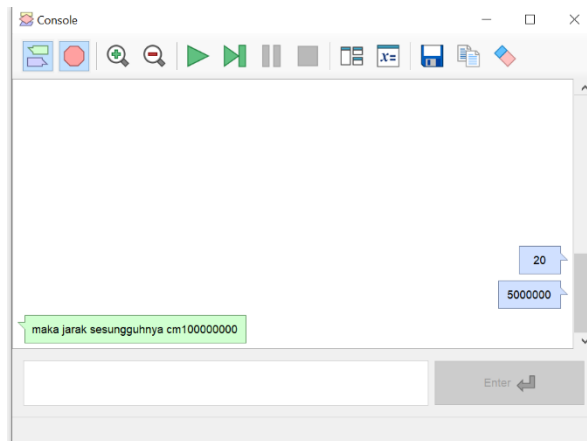 Console
x=
20
5000000
maka jarak sesungguhnya cm100000000
Enter